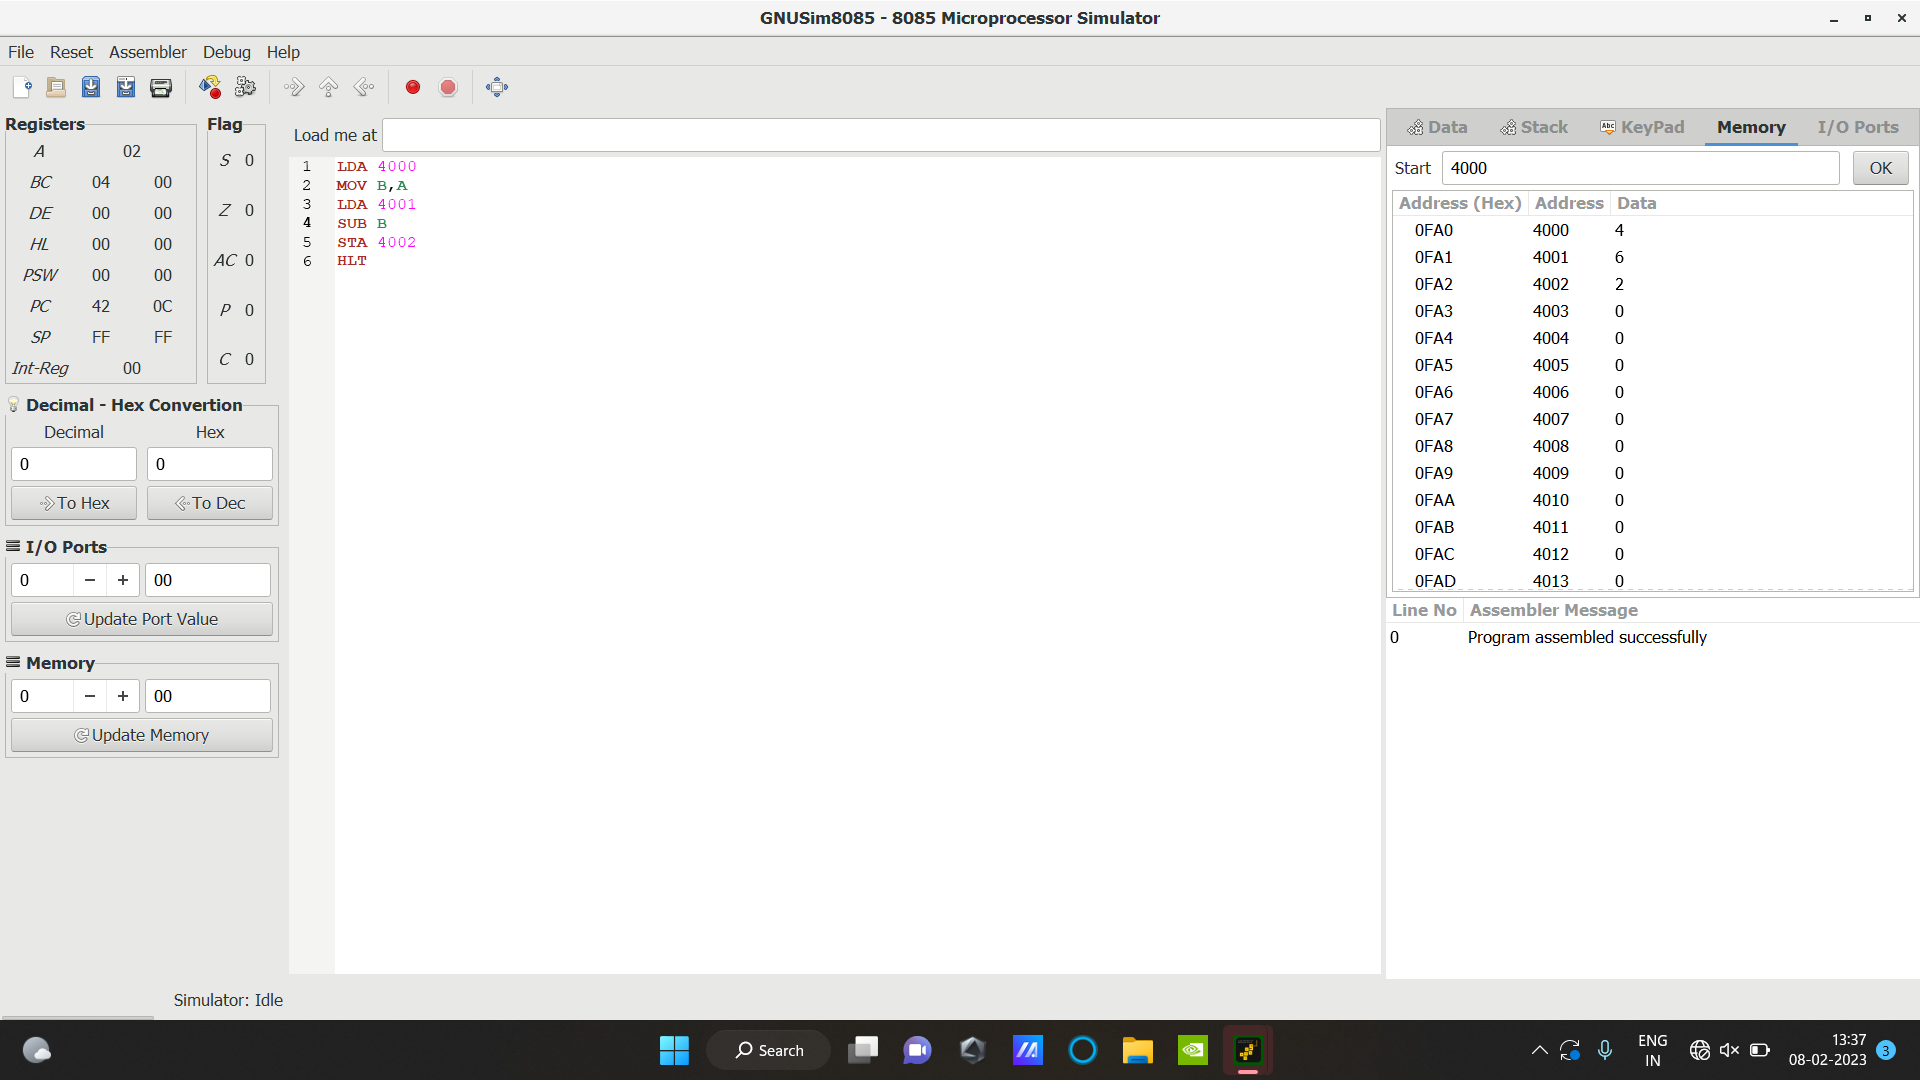 GNUSim8085 - 8085 Microprocessor Simulator
File Reset Assembler Debug Help
Registers
A 02
BC 04 00
DE 00 00
HL 00 00
PSW 00 00
PC 42 0C
SP FF FF
Int-Reg 00
Flag
S 0
Z 0
AC 0
P 0
C 0
Decimal - Hex Convertion
Decimal Hex
0 0
To Hex To Dec
I/O Ports
0 − + 00
Update Port Value
Memory
0 − + 00
Update Memory
Load me at
1 LDA 4000
2 MOV B,A
3 LDA 4001
4 SUB B
5 STA 4002
6 HLT
Data Stack Abc KeyPad Memory I/O Ports
Start 4000 OK
Address (Hex) Address Data
0FA0 4000 4
0FA1 4001 6
0FA2 4002 2
0FA3 4003 0
0FA4 4004 0
0FA5 4005 0
0FA6 4006 0
0FA7 4007 0
0FA8 4008 0
0FA9 4009 0
0FAA 4010 0
0FAB 4011 0
0FAC 4012 0
0FAD 4013 0
Line No Assembler Message
0 Program assembled successfully
Simulator: Idle
Search
ENG
IN
13:37
08-02-2023
3